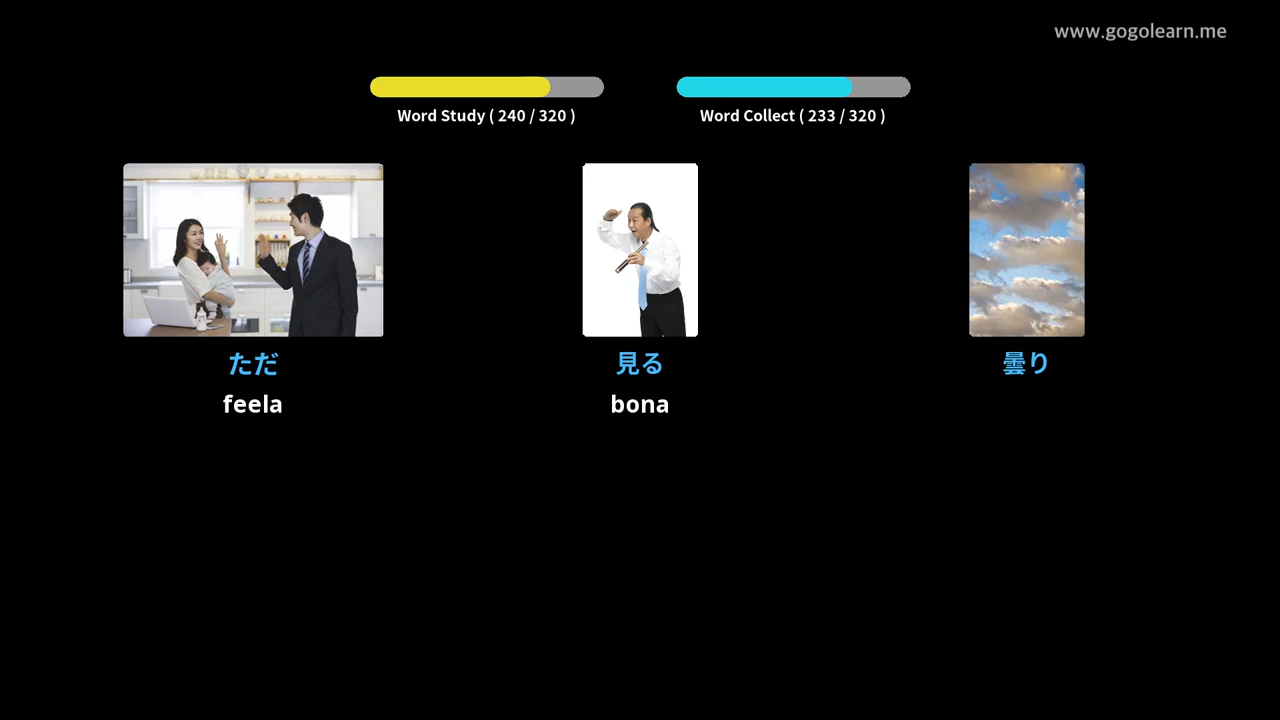 www.gogolearn.me
Word Study ( 240 / 320 )
Word Collect ( 233 / 320 )
ただ
見る
曇り
feela
bona